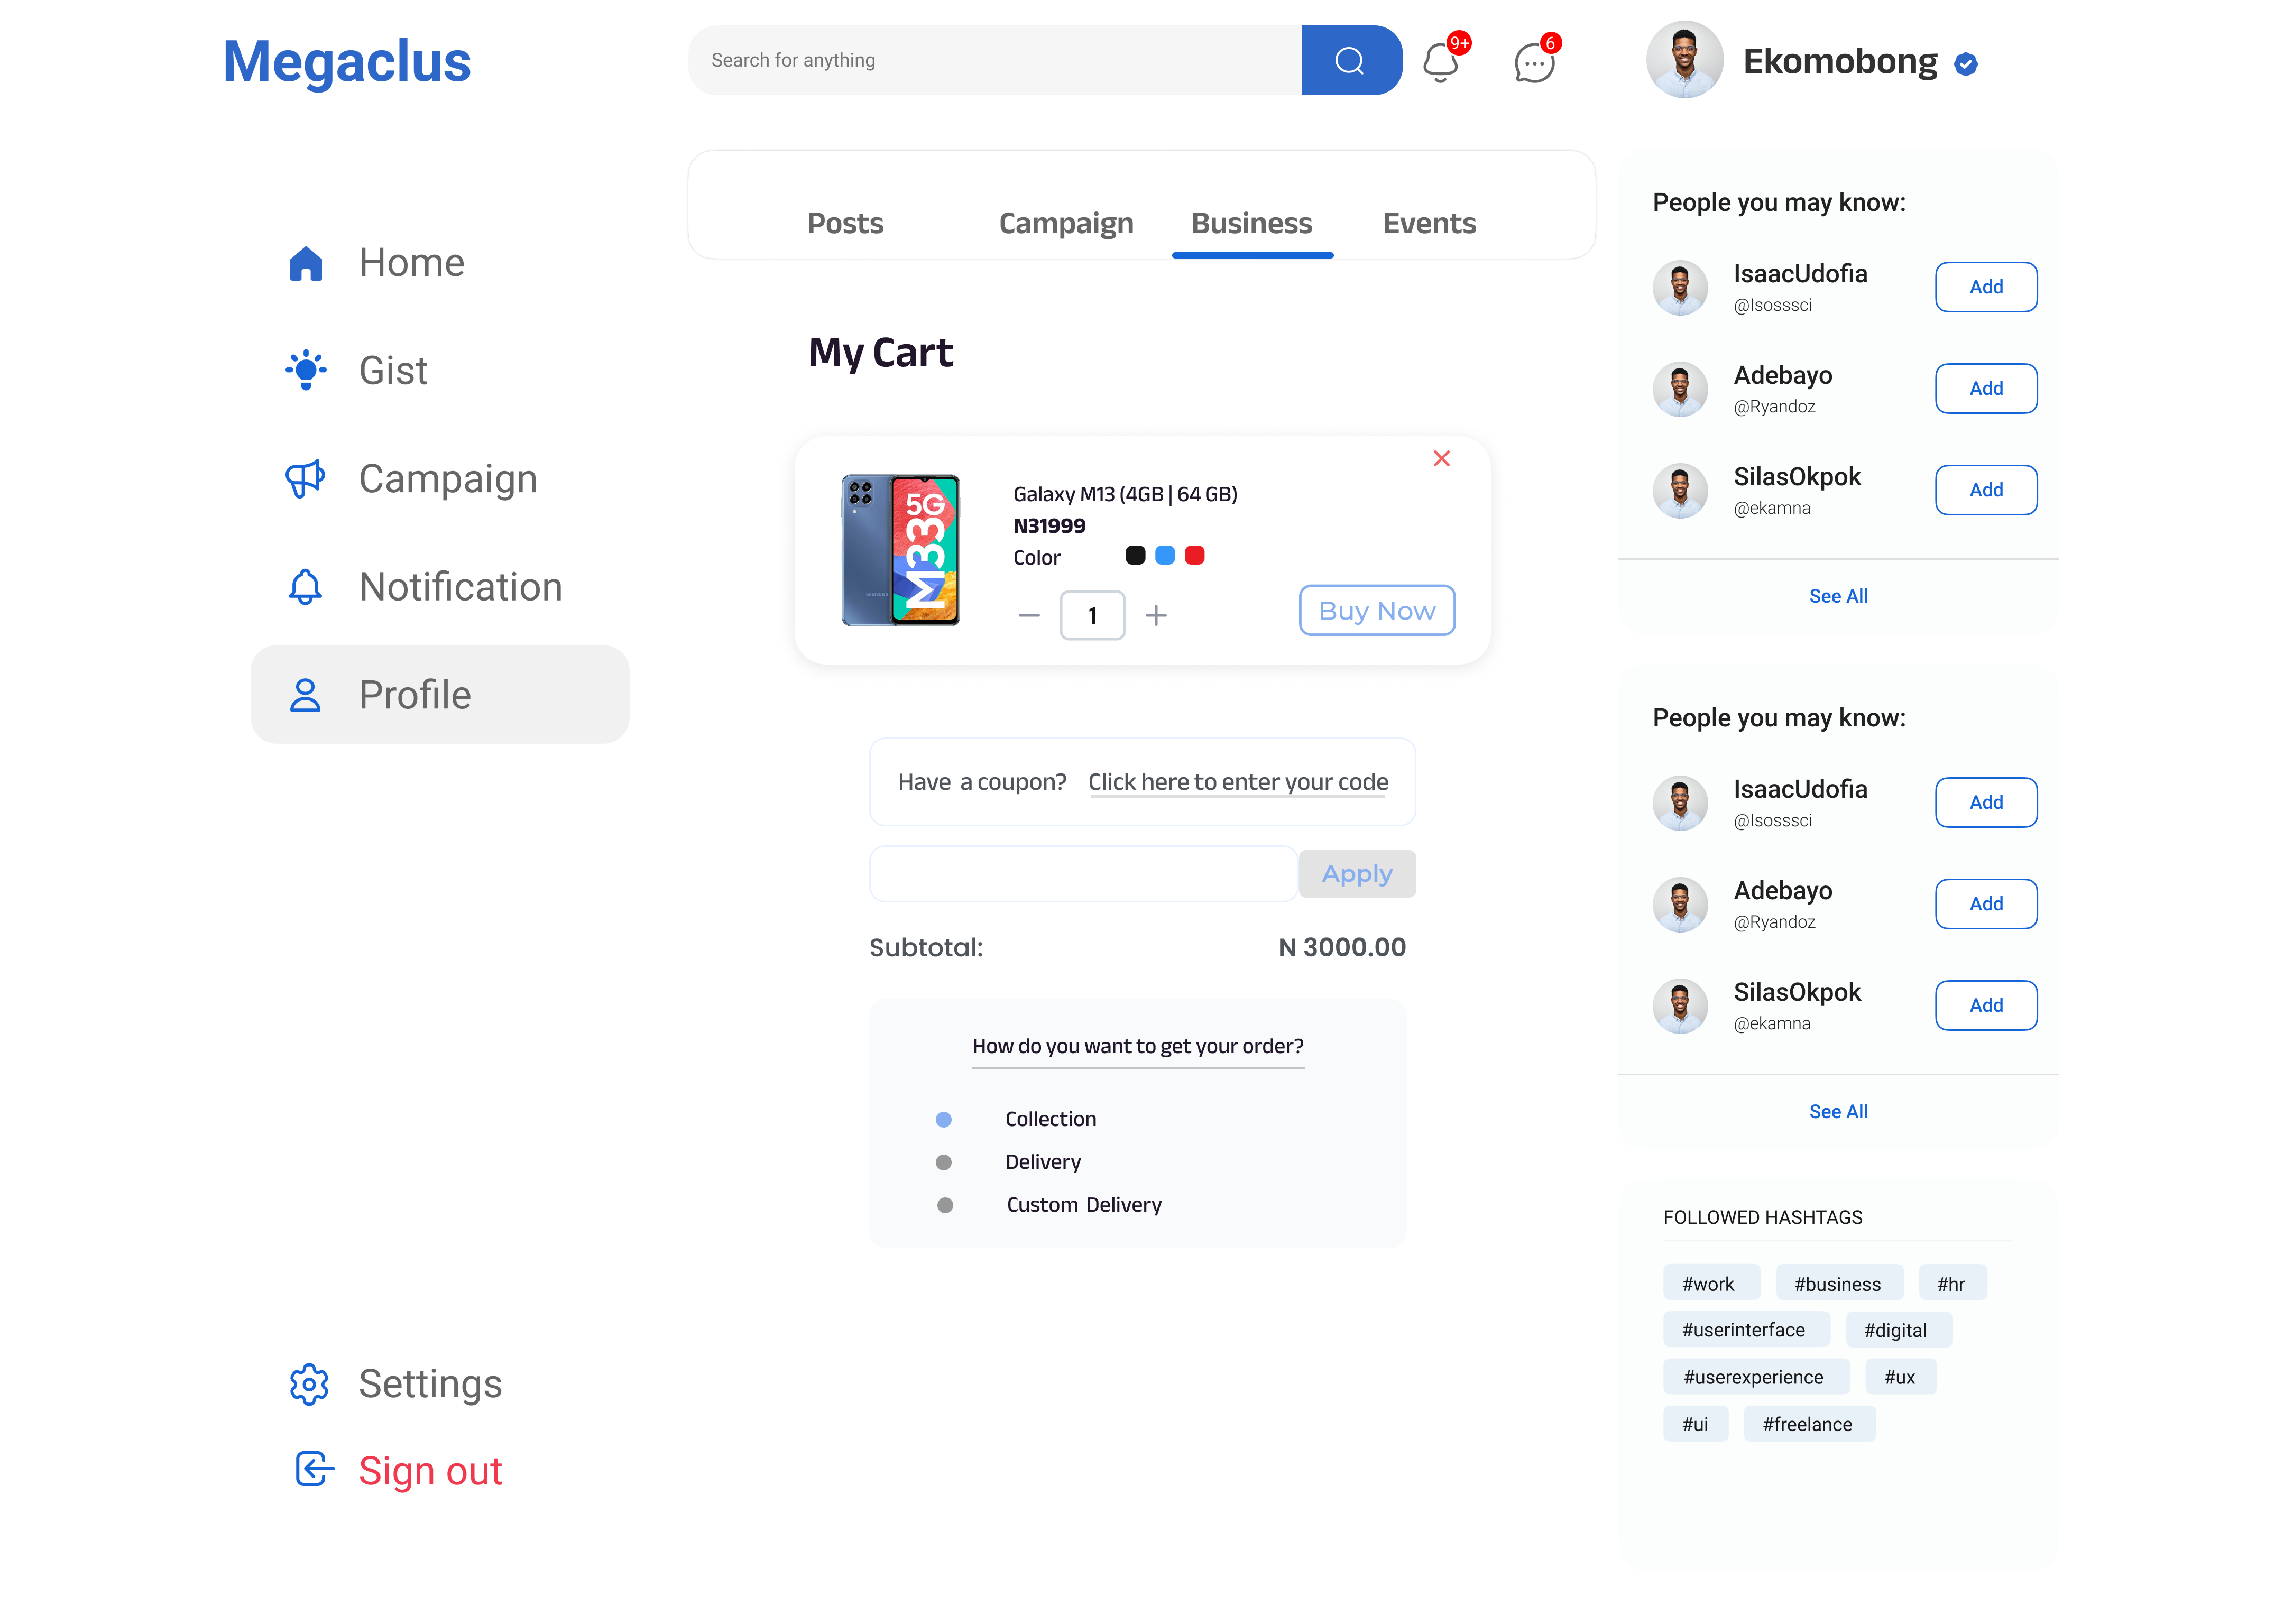 Megaclus
Search for anything
9+
6
Ekomobong
Home
Gist
Campaign
Notification
Profile
Settings
Sign out
Posts Campaign Business Events
My Cart
5G
M33
SAMSUNG
Galaxy M13 (4GB | 64 GB)
N31999
Color
1
Buy Now
Have a coupon? Click here to enter your code
Apply
Subtotal: N 3000.00
How do you want to get your order?
Collection
Delivery
Custom Delivery
People you may know:
IsaacUdofia
@Isosssci
Add
Adebayo
@Ryandoz
Add
SilasOkpok
@ekamna
Add
See All
People you may know:
IsaacUdofia
@Isosssci
Add
Adebayo
@Ryandoz
Add
SilasOkpok
@ekamna
Add
See All
FOLLOWED HASHTAGS
#work #business #hr
#userinterface #digital
#userexperience #ux
#ui #freelance